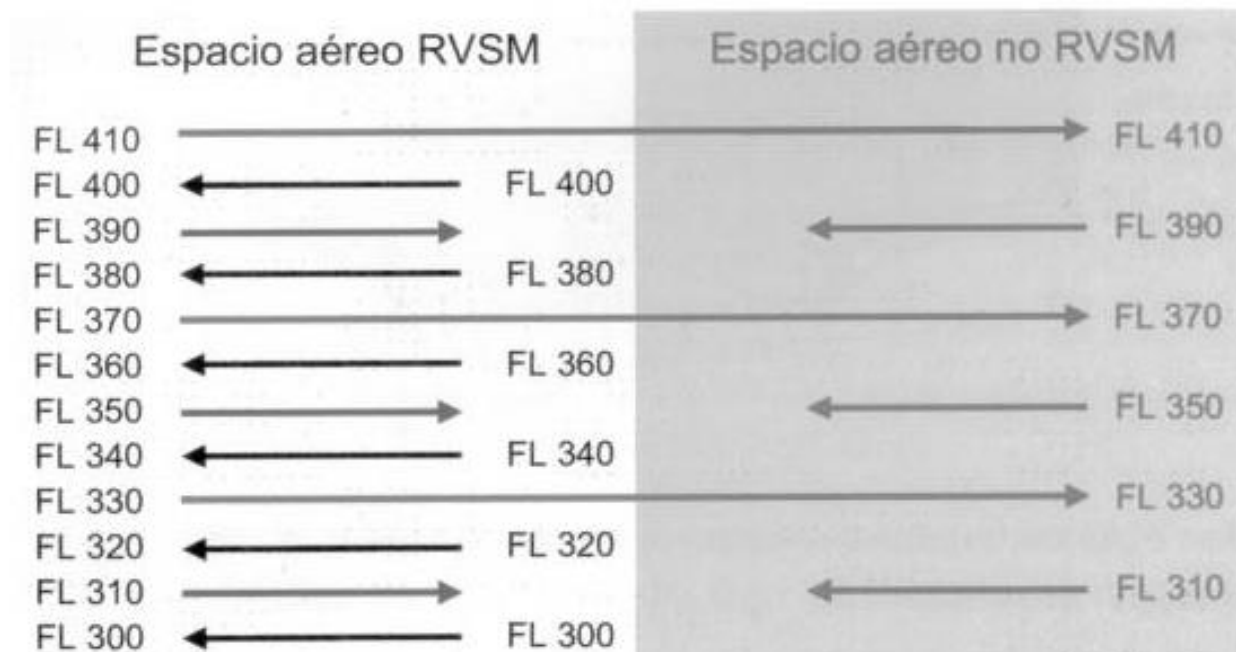 Espacio aéreo RVSM Espacio aéreo no RVSM
FL 410 FL 410
FL 400 FL 400
FL 390 FL 390
FL 380 FL 380
FL 370 FL 370
FL 360 FL 360
FL 350 FL 350
FL 340 FL 340
FL 330 FL 330
FL 320 FL 320
FL 310 FL 310
FL 300 FL 300